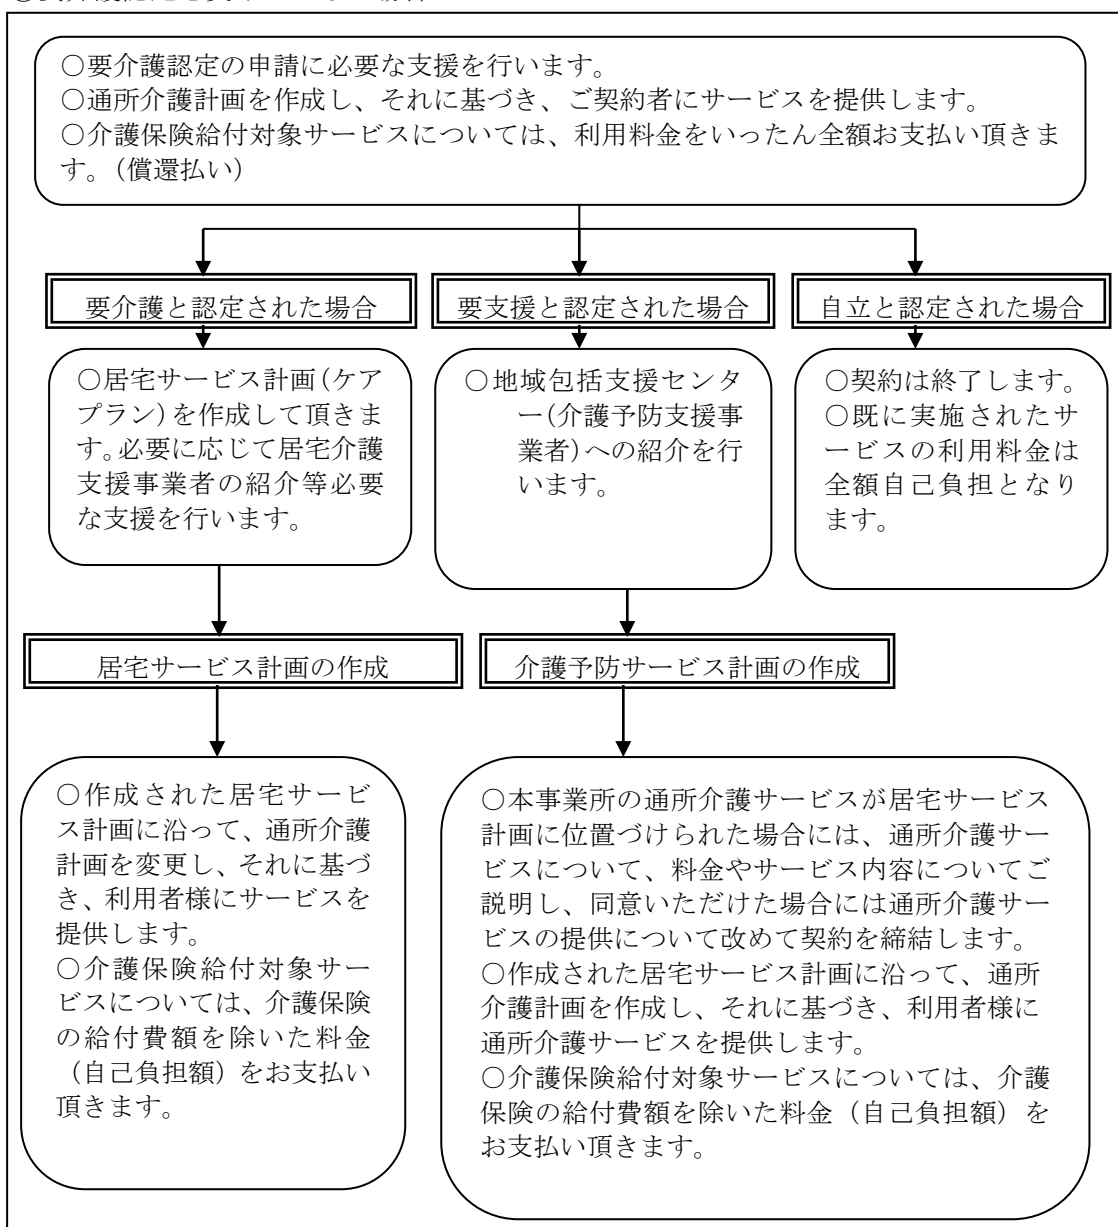 ○要介護認定の申請に必要な支援を行います。
○通所介護計画を作成し、それに基づき、ご契約者にサービスを提供します。
○介護保険給付対象サービスについては、利用料金をいったん全額お支払い頂きま
す。（償還払い）
要介護と認定された場合
要支援と認定された場合
自立と認定された場合
○居宅サービス計画（ケア
プラン）を作成して頂きま
す。必要に応じて居宅介護
支援事業者の紹介等必要
な支援を行います。
○地域包括支援センタ
ー（介護予防支援事
業者）への紹介を行
います。
○契約は終了します。
○既に実施されたサ
ービスの利用料金は
全額自己負担となり
ます。
居宅サービス計画の作成
介護予防サービス計画の作成
○作成された居宅サービ
ス計画に沿って、通所介護
計画を変更し、それに基づ
き、利用者様にサービスを
提供します。
○介護保険給付対象サー
ビスについては、介護保険
の給付費額を除いた料金
（自己負担額）をお支払い
頂きます。
○本事業所の通所介護サービスが居宅サービス
計画に位置づけられた場合には、通所介護サー
ビスについて、料金やサービス内容についてご
説明し、同意いただけた場合には通所介護サー
ビスの提供について改めて契約を締結します。
○作成された居宅サービス計画に沿って、通所
介護計画を作成し、それに基づき、利用者様に
通所介護サービスを提供します。
○介護保険給付対象サービスについては、介護
保険の給付費額を除いた料金（自己負担額）を
お支払い頂きます。